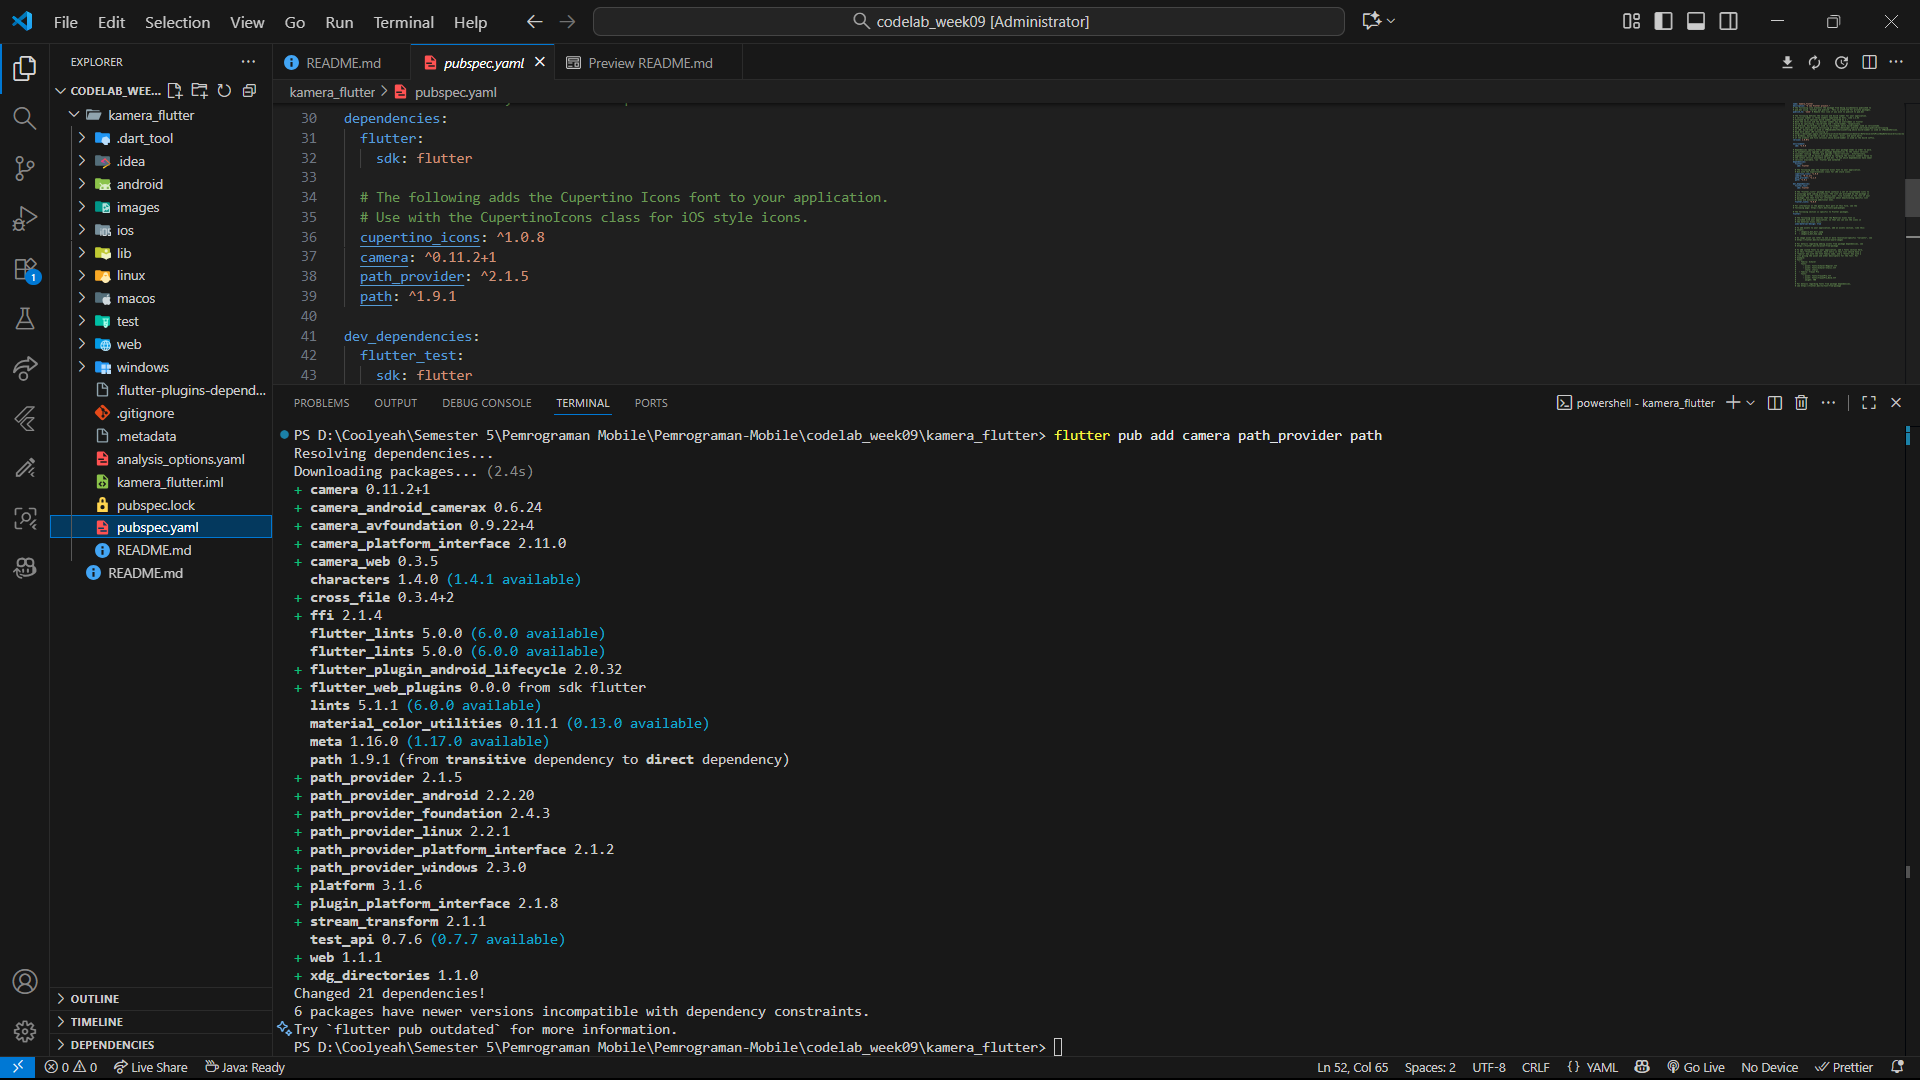 File Edit Selection View Go Run Terminal Help
codelab_week09 [Administrator]
EXPLORER
CODELAB_WEE...
kamera_flutter
.dart_tool
.idea
android
images
ios
lib
linux
macos
test
web
windows
.flutter-plugins-depend...
.gitignore
.metadata
analysis_options.yaml
kamera_flutter.iml
pubspec.lock
pubspec.yaml
README.md
README.md
OUTLINE
TIMELINE
DEPENDENCIES
1
README.md pubspec.yaml Preview README.md
kamera_flutter > pubspec.yaml
30 dependencies:
31 flutter:
32 sdk: flutter
33
34 # The following adds the Cupertino Icons font to your application.
35 # Use with the CupertinoIcons class for iOS style icons.
36 cupertino_icons: ^1.0.8
37 camera: ^0.11.2+1
38 path_provider: ^2.1.5
39 path: ^1.9.1
40
41 dev_dependencies:
42 flutter_test:
43 sdk: flutter
PROBLEMS OUTPUT DEBUG CONSOLE TERMINAL PORTS
powershell - kamera_flutter
PS D:\Coolyeah\Semester 5\Pemrograman Mobile\Pemrograman-Mobile\codelab_week09\kamera_flutter> flutter pub add camera path_provider path
Resolving dependencies...
Downloading packages... (2.4s)
+ camera 0.11.2+1
+ camera_android_camerax 0.6.24
+ camera_avfoundation 0.9.22+4
+ camera_platform_interface 2.11.0
+ camera_web 0.3.5
characters 1.4.0 (1.4.1 available)
+ cross_file 0.3.4+2
+ ffi 2.1.4
flutter_lints 5.0.0 (6.0.0 available)
flutter_lints 5.0.0 (6.0.0 available)
+ flutter_plugin_android_lifecycle 2.0.32
+ flutter_web_plugins 0.0.0 from sdk flutter
lints 5.1.1 (6.0.0 available)
material_color_utilities 0.11.1 (0.13.0 available)
meta 1.16.0 (1.17.0 available)
path 1.9.1 (from transitive dependency to direct dependency)
+ path_provider 2.1.5
+ path_provider_android 2.2.20
+ path_provider_foundation 2.4.3
+ path_provider_linux 2.2.1
+ path_provider_platform_interface 2.1.2
+ path_provider_windows 2.3.0
+ platform 3.1.6
+ plugin_platform_interface 2.1.8
+ stream_transform 2.1.1
test_api 0.7.6 (0.7.7 available)
+ web 1.1.1
+ xdg_directories 1.1.0
Changed 21 dependencies!
6 packages have newer versions incompatible with dependency constraints.
Try `flutter pub outdated` for more information.
PS D:\Coolyeah\Semester 5\Pemrograman Mobile\Pemrograman-Mobile\codelab_week09\kamera_flutter>
0 0 Live Share Java: Ready
Ln 52, Col 65 Spaces: 2 UTF-8 CRLF {} YAML Go Live No Device Prettier